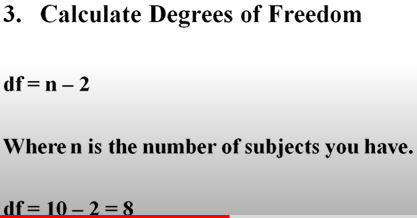 3. Calculate Degrees of Freedom
df = n – 2
Where n is the number of subjects you have.
df = 10 – 2 = 8